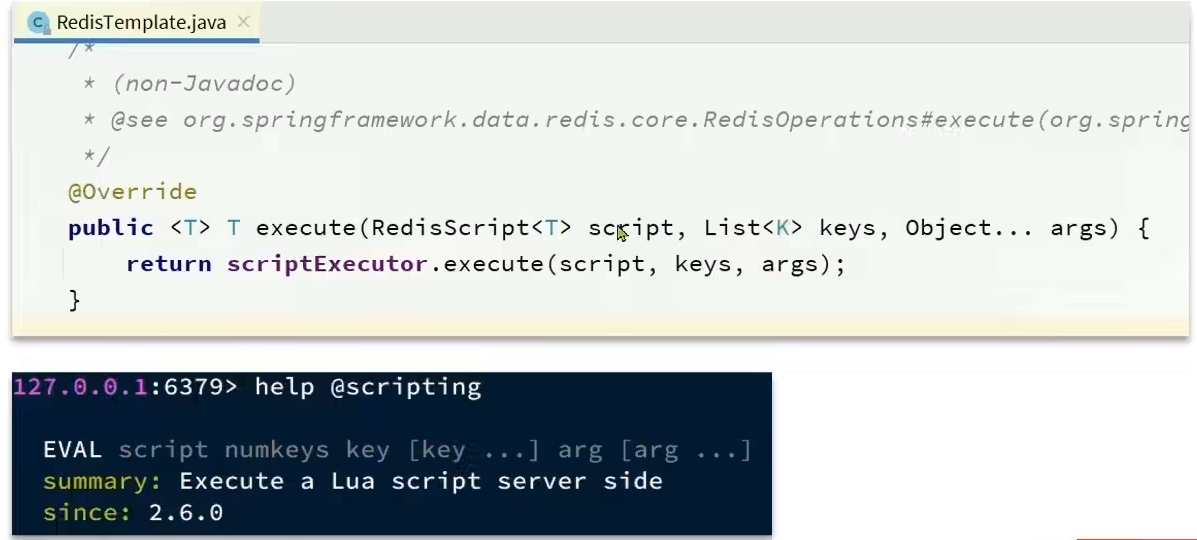 RedisTemplate.java
/*
* (non-Javadoc)
* @see org.springframework.data.redis.core.RedisOperations#execute(org.spring
*/
@Override
public <T> T execute(RedisScript<T> script, List<K> keys, Object... args) {
return scriptExecutor.execute(script, keys, args);
}
127.0.0.1:6379> help @scripting
EVAL script numkeys key [key ...] arg [arg ...]
summary: Execute a Lua script server side
since: 2.6.0